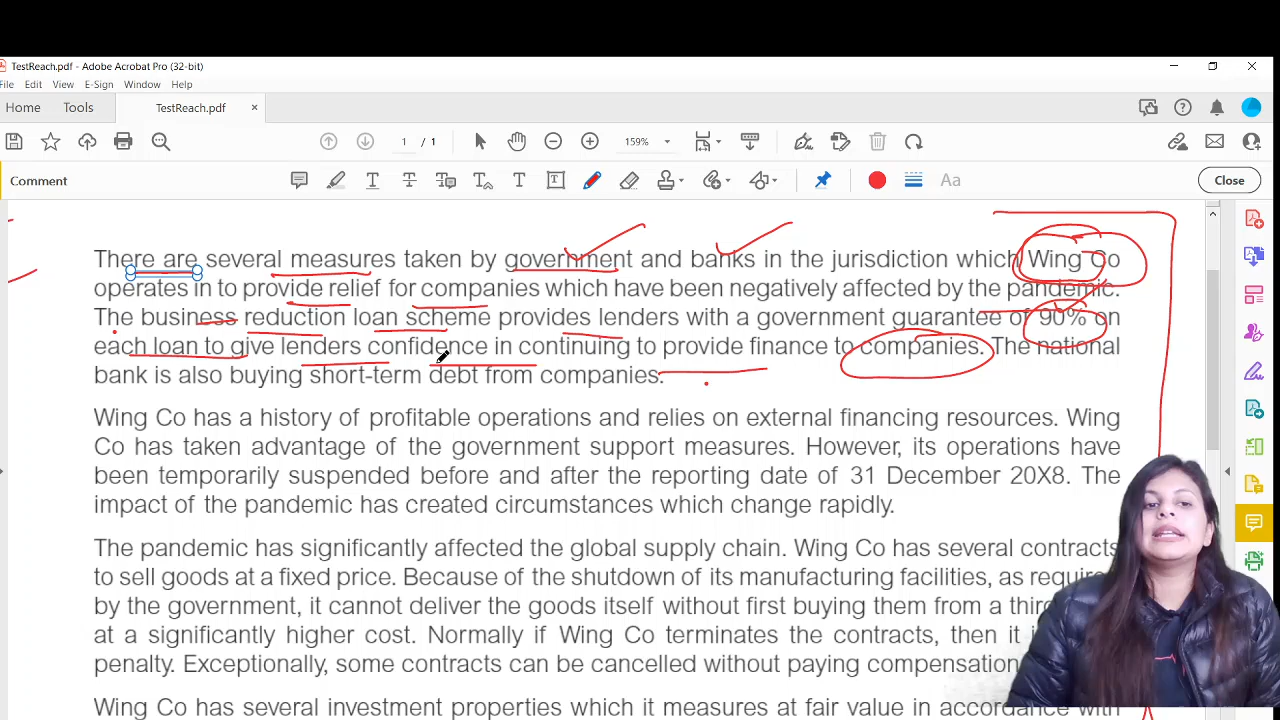 TestReach.pdf - Adobe Acrobat Pro (32-bit)
File Edit View E-Sign Window Help
Home Tools TestReach.pdf ×
1 / 1 159%
Comment Aa Close
There are several measures taken by government and banks in the jurisdiction which Wing Co
operates in to provide relief for companies which have been negatively affected by the pandemic.
The business reduction loan scheme provides lenders with a government guarantee of 90% on
each loan to give lenders confidence in continuing to provide finance to companies. The national
bank is also buying short-term debt from companies.
Wing Co has a history of profitable operations and relies on external financing resources. Wing
Co has taken advantage of the government support measures. However, its operations have
been temporarily suspended before and after the reporting date of 31 December 20X8. The
impact of the pandemic has created circumstances which change rapidly.
The pandemic has significantly affected the global supply chain. Wing Co has several contracts
to sell goods at a fixed price. Because of the shutdown of its manufacturing facilities, as
by the government, it cannot deliver the goods itself without first buying them from a
at a significantly higher cost. Normally if Wing Co terminates the contracts, then it
penalty. Exceptionally, some contracts can be cancelled without paying compensation
Wing Co has several investment properties which it measures at fair value in accordance with